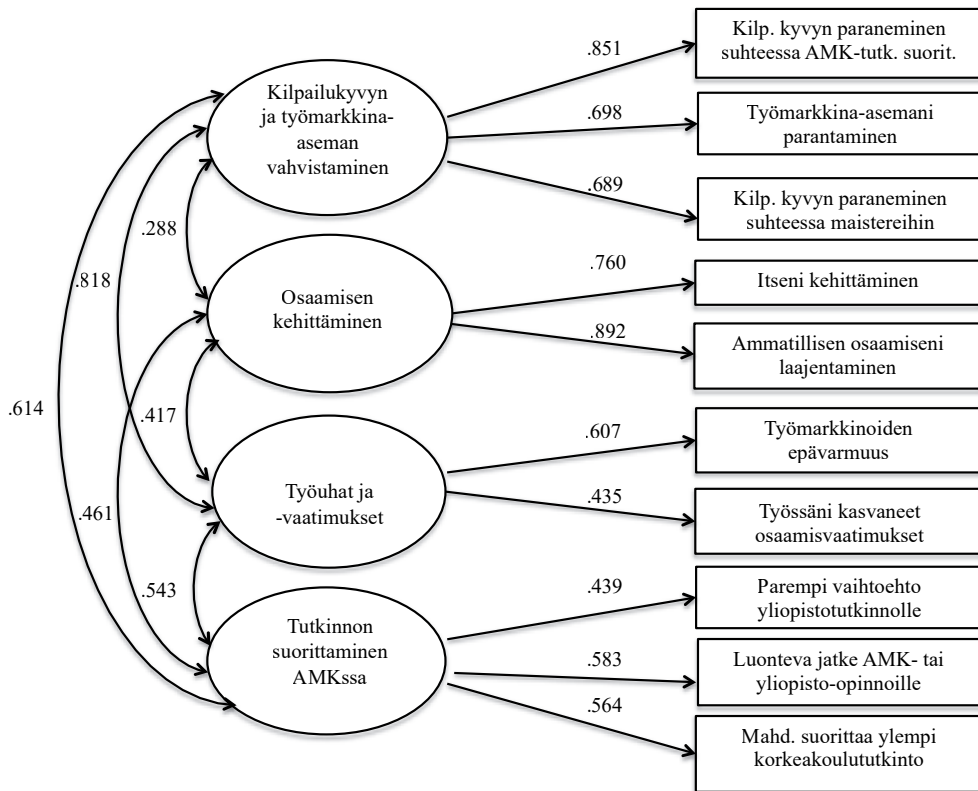 .851
Kilp. kyvyn paraneminen
suhteessa AMK-tutk. suorit.
Kilpailukyvyn
ja työmarkkina-
aseman
vahvistaminen
.698
Työmarkkina-asemani
parantaminen
.689
Kilp. kyvyn paraneminen
suhteessa maistereihin
.288
.818
.760
Itseni kehittäminen
Osaamisen
kehittäminen
.892
Ammatillisen osaamiseni
laajentaminen
.614
.417
.607
Työmarkkinoiden
epävarmuus
Työuhat ja
-vaatimukset
.435
Työssäni kasvaneet
osaamisvaatimukset
.461
.543
.439
Parempi vaihtoehto
yliopistotutkinnolle
Tutkinnon
suorittaminen
AMKssa
.583
Luonteva jatke AMK- tai
yliopisto-opinnoille
.564
Mahd. suorittaa ylempi
korkeakoulututkinto